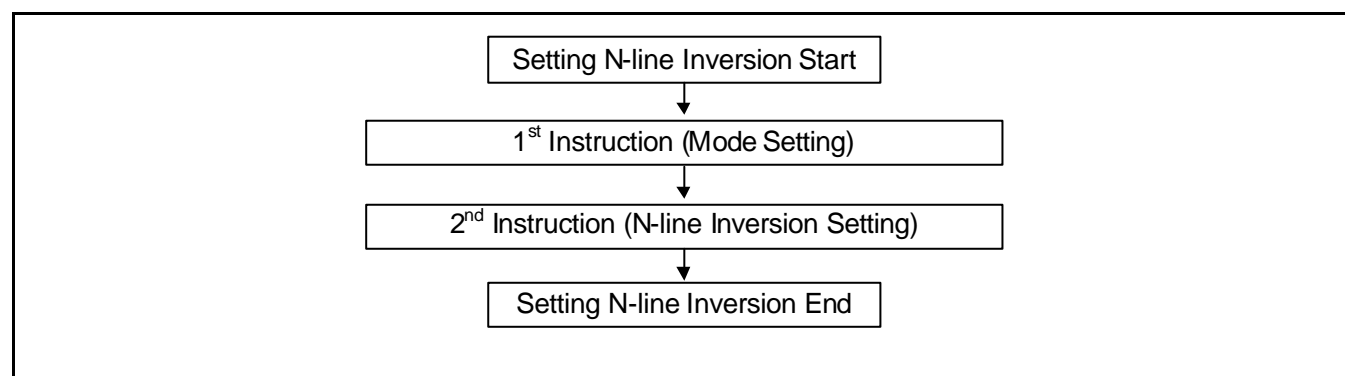 Setting N-line Inversion Start
1st Instruction (Mode Setting)
2nd Instruction (N-line Inversion Setting)
Setting N-line Inversion End